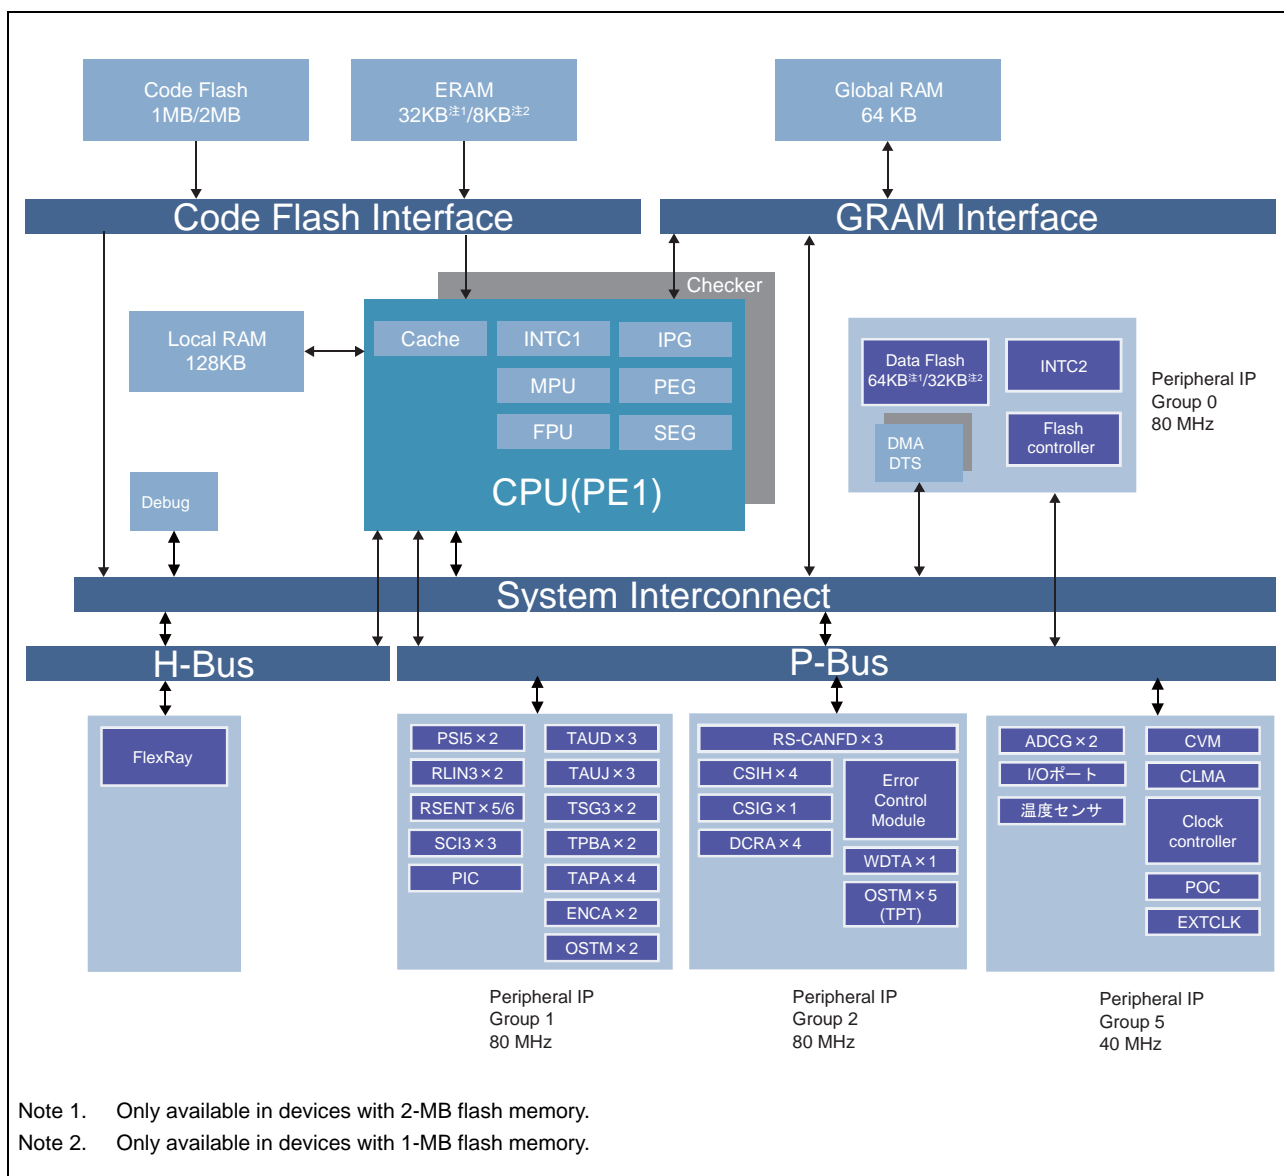 Code Flash
1MB/2MB
ERAM
32KB注1/8KB注2
Global RAM
64 KB
Code Flash Interface
GRAM Interface
Checker
Local RAM
128KB
Cache
INTC1
IPG
MPU
PEG
FPU
SEG
CPU(PE1)
Data Flash
64KB注1/32KB注2
INTC2
DMA
DTS
Flash
controller
Peripheral IP
Group 0
80 MHz
Debug
System Interconnect
H-Bus
P-Bus
FlexRay
PSI5×2
RLIN3×2
RSENT×5/6
SCI3×3
PIC
TAUD×3
TAUJ×3
TSG3×2
TPBA×2
TAPA×4
ENCA×2
OSTM×2
Peripheral IP
Group 1
80 MHz
RS-CANFD×3
CSIH×4
CSIG×1
DCRA×4
Error
Control
Module
WDTA×1
OSTM×5
(TPT)
Peripheral IP
Group 2
80 MHz
ADCG×2
I/Oポート
温度センサ
CVM
CLMA
Clock
controller
POC
EXTCLK
Peripheral IP
Group 5
40 MHz
Note 1. Only available in devices with 2-MB flash memory.
Note 2. Only available in devices with 1-MB flash memory.